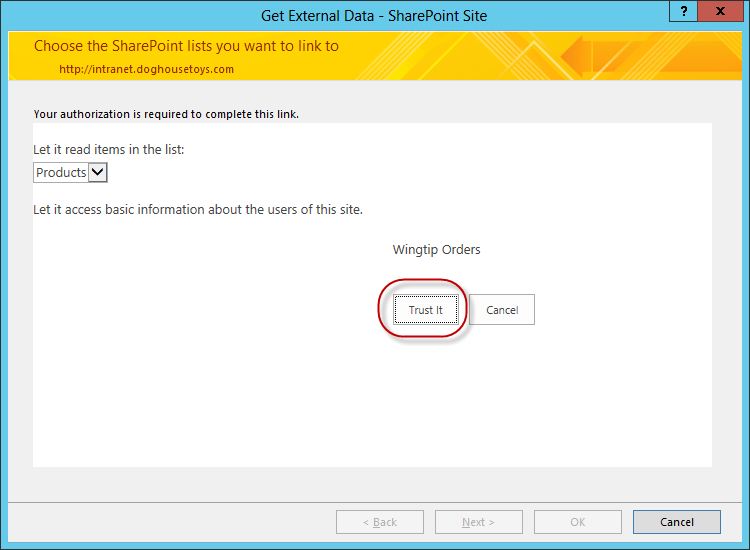 Get External Data - SharePoint Site
? x
Choose the SharePoint lists you want to link to
http://intranet.doghousetoys.com
Your authorization is required to complete this link.
Let it read items in the list:
Products
Let it access basic information about the users of this site.
Wingtip Orders
Trust It Cancel
< Back Next > OK Cancel